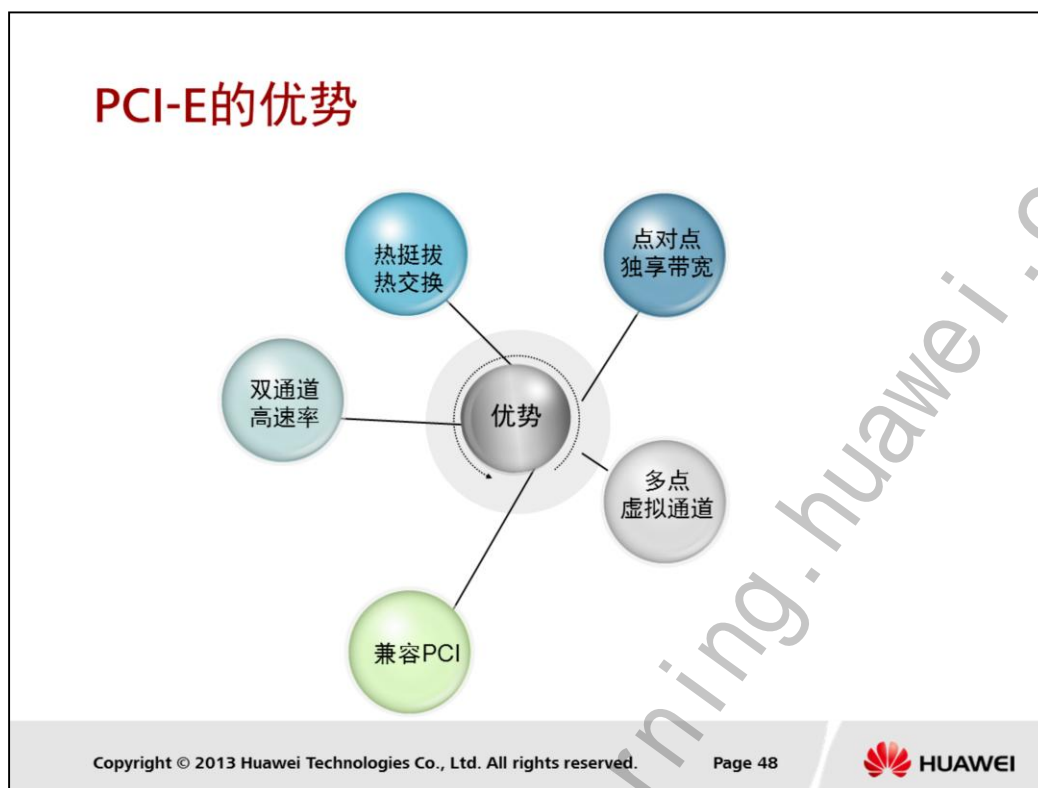 PCI-E的优势
热挺拔
热交换
点对点
独享带宽
双通道
高速率
优势
多点
虚拟通道
兼容PCI
Copyright © 2013 Huawei Technologies Co., Ltd. All rights reserved.
Page 48
HUAWEI
rning.huawei.c